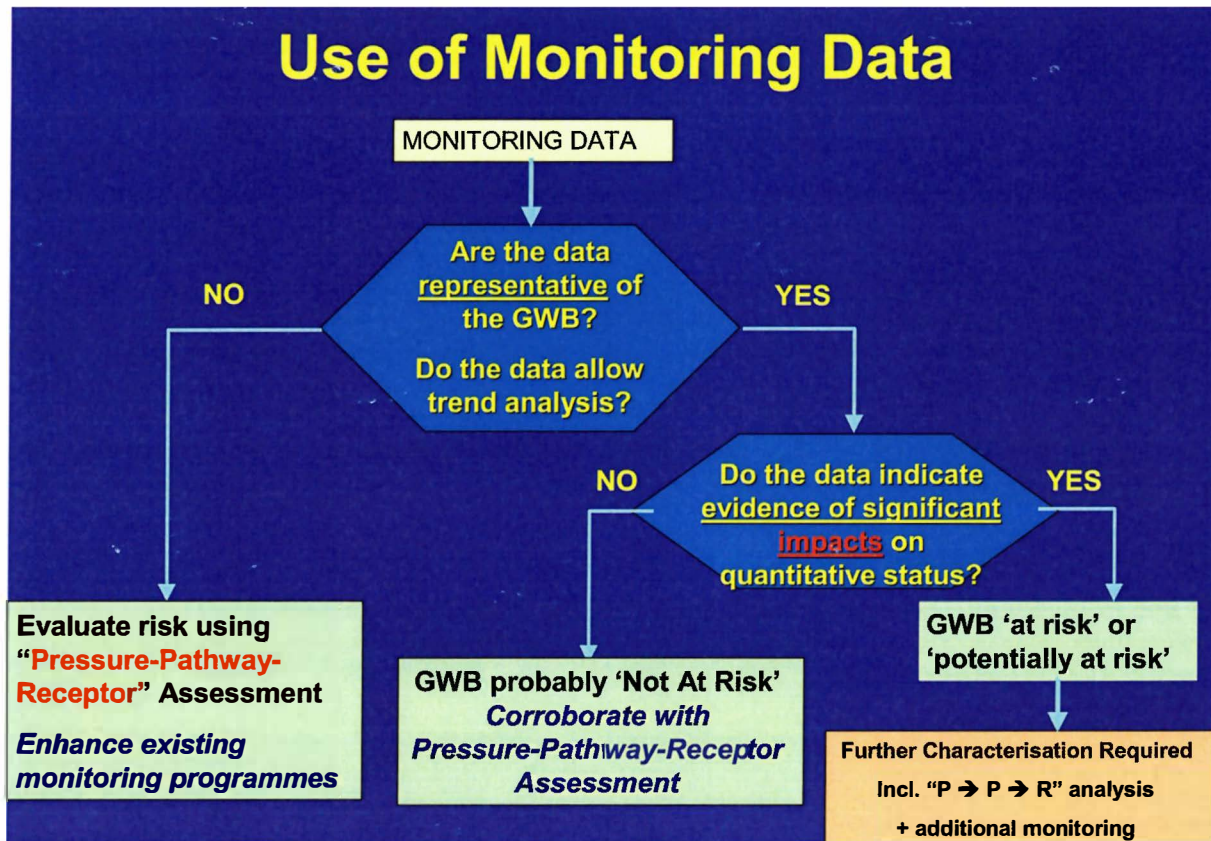 Use of Monitoring Data
MONITORING DATA
Are the data
representative of
the GWB?
Do the data allow
trend analysis?
NO
YES
Do the data indicate
evidence of significant
impacts on
quantitative status?
NO
YES
Evaluate risk using
“Pressure-Pathway-
Receptor” Assessment
Enhance existing
monitoring programmes
GWB probably ‘Not At Risk’
Corroborate with
Pressure-Pathway-Receptor
Assessment
GWB ‘at risk’ or
‘potentially at risk’
Further Characterisation Required
Incl. “P → P → R” analysis
+ additional monitoring